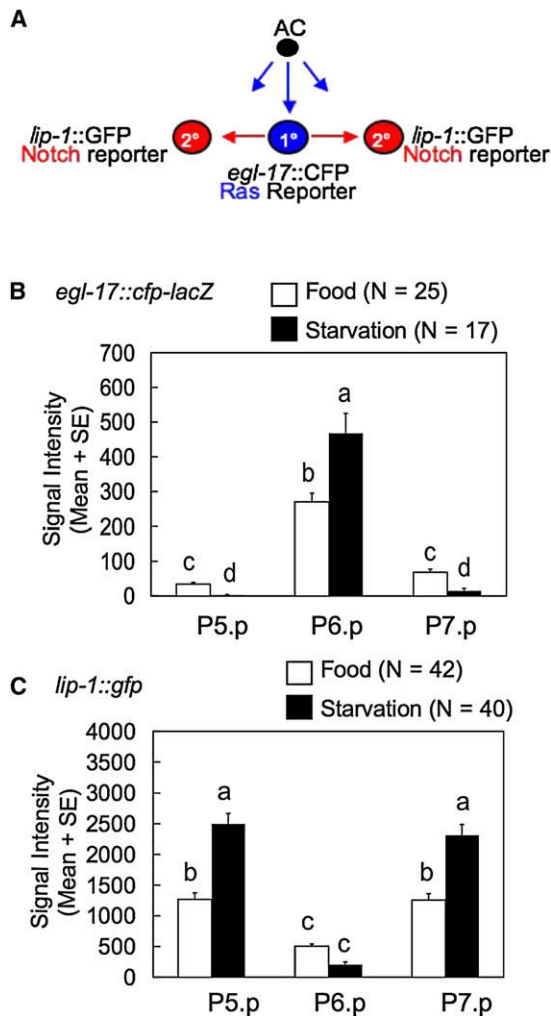 A
AC
lip-1::GFP 2° 1° 2° lip-1::GFP
Notch reporter egl-17::CFP Notch reporter
Ras Reporter
B egl-17::cfp-lacZ
Food (N = 25)
Starvation (N = 17)
Signal Intensity
(Mean + SE)
700
600
500
400
300
200
100
0
c d b a c d
P5.p P6.p P7.p
C lip-1::gfp
Food (N = 42)
Starvation (N = 40)
Signal Intensity
(Mean + SE)
4000
3500
3000
2500
2000
1500
1000
500
0
b a c c b a
P5.p P6.p P7.p